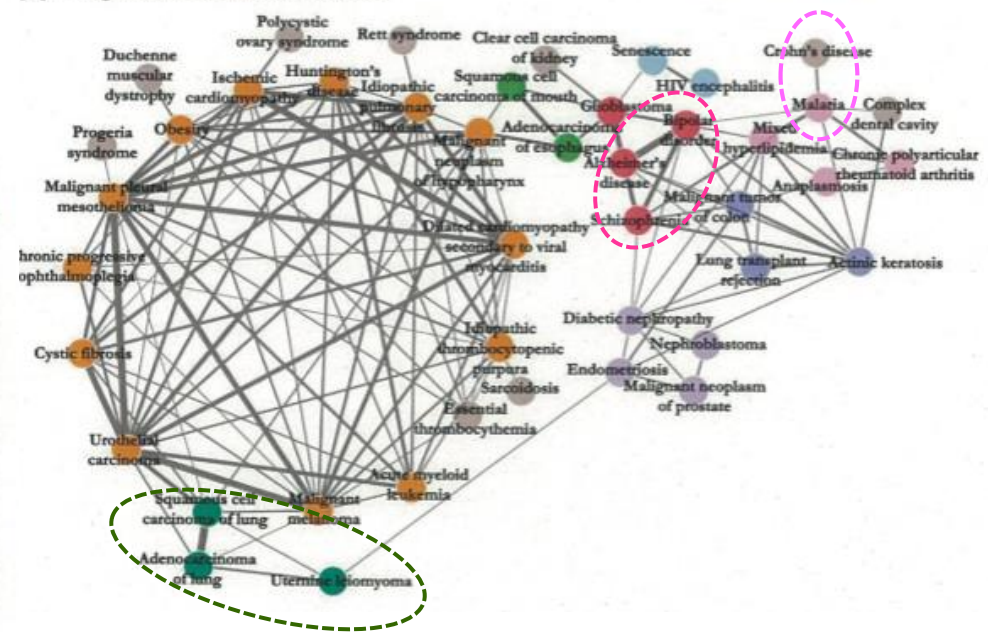 Polycystic
ovary syndrome
Rett syndrome
Clear cell carcinoma
of kidney
Senescence
Crohn's disease
Duchenne
muscular
dystrophy
Ischemic
cardiomyopathy
Huntington's
disease
Idiopathic
pulmonary
fibrosis
Squamous cell
carcinoma of mouth
HIV encephalitis
Glioblastoma
Malaria
Complex
dental cavity
Progeria
syndrome
Obesity
Malignant
neoplasm
of hypopharynx
Adenocarcinoma
of esophagus
Bipolar
disorder
Mixed
hyperlipidemia
Alzheimer's
disease
Chronic polyarticular
rheumatoid arthritis
Anaplasmosis
Malignant pleural
mesothelioma
Malignant tumor
of colon
Schizophrenia
Dilated cardiomyopathy
secondary to viral
myocarditis
hronic progressive
ophthalmoplegia
Lung transplant
rejection
Actinic keratosis
Cystic fibrosis
Idiopathic
thrombocytopenic
purpura
Diabetic nephropathy
Nephroblastoma
Endometriosis
Malignant neoplasm
of prostate
Sarcoidosis
Essential
thrombocythemia
Urothelial
carcinoma
Acute myeloid
leukemia
Squamous cell
carcinoma of lung
Malignant
melanoma
Adenocarcinoma
of lung
Uternine leiomyoma